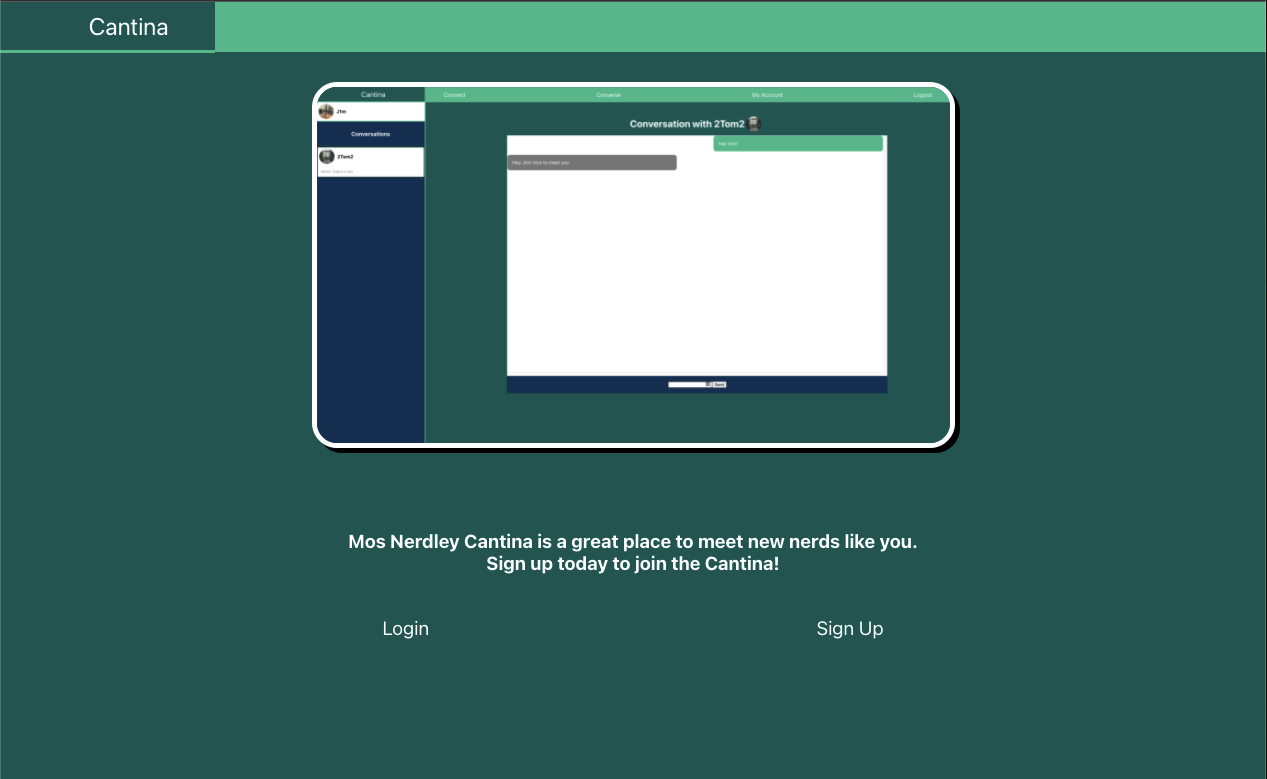 Cantina
Cantina
Connect
Converse
My Account
Logout
Jim
Conversations
2Tom2
Conversation with 2Tom2
Hey tom!
Hey Jim! nice to meet you
Send
Mos Nerdley Cantina is a great place to meet new nerds like you.
Sign up today to join the Cantina!
Login
Sign Up